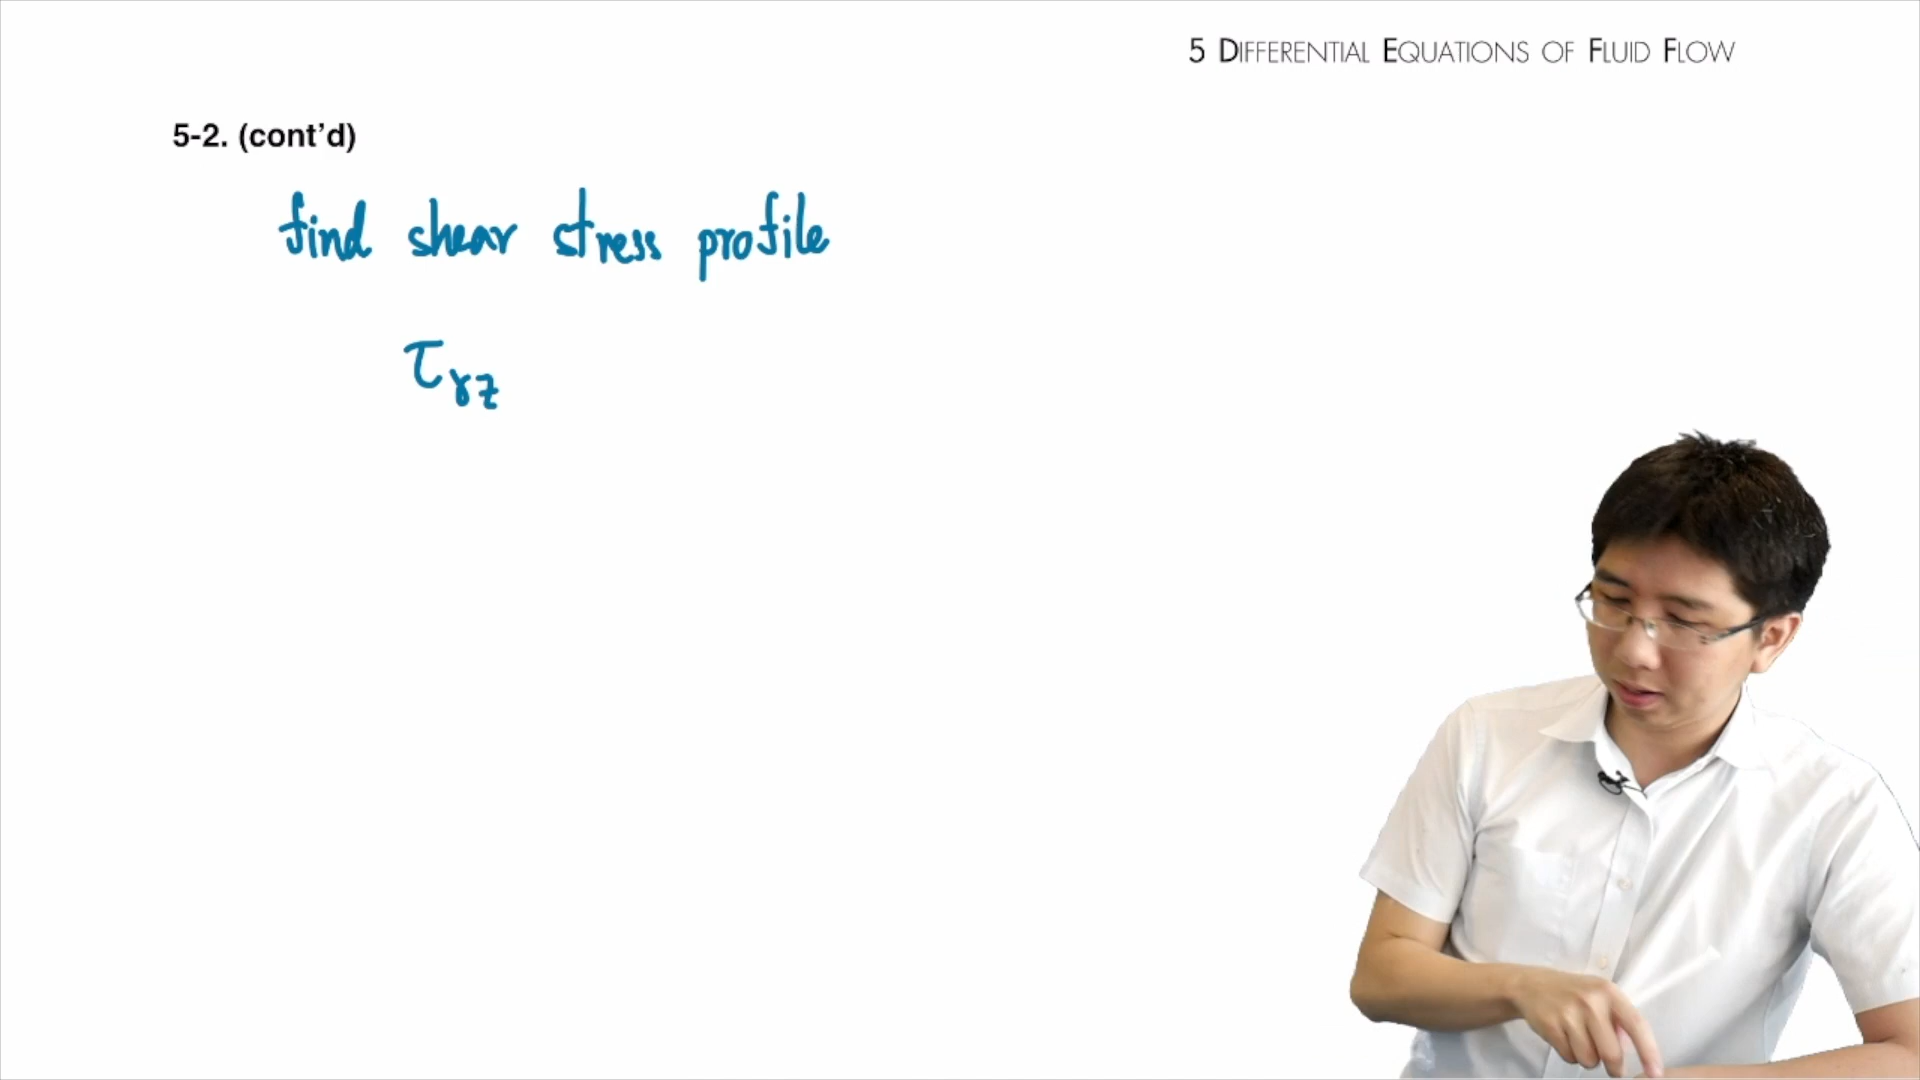 5 DIFFERENTIAL EQUATIONS OF FLUID FLOW
5-2. (cont’d)
find shear stress profile
τrz